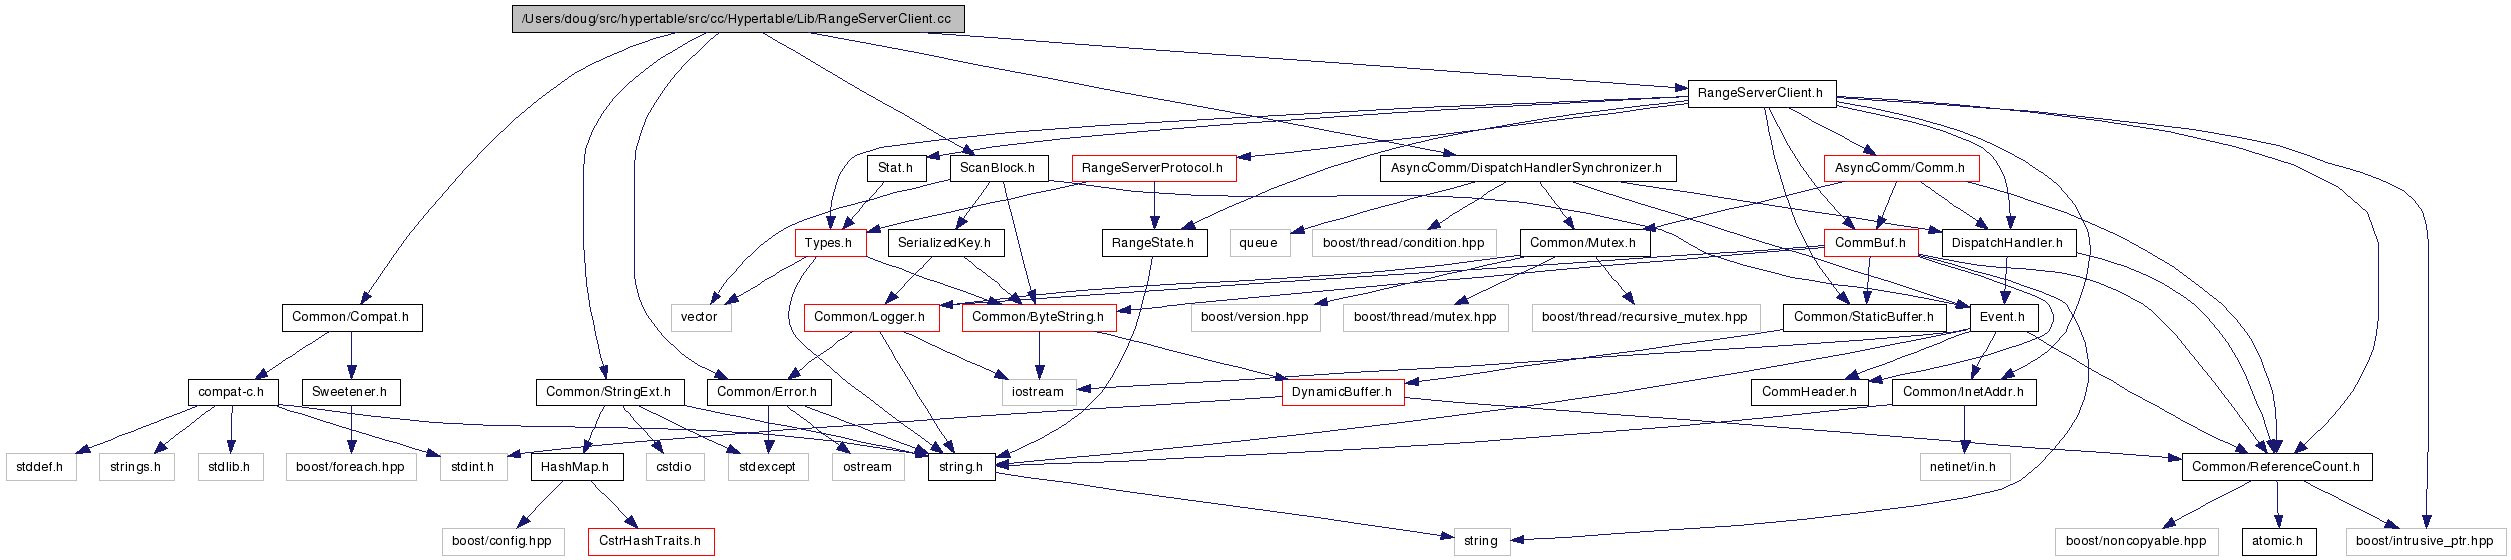 /Users/doug/src/hypertable/src/cc/Hypertable/Lib/RangeServerClient.cc
RangeServerClient.h
Stat.h
ScanBlock.h
RangeServerProtocol.h
AsyncComm/DispatchHandlerSynchronizer.h
AsyncComm/Comm.h
Types.h
SerializedKey.h
RangeState.h
queue
boost/thread/condition.hpp
Common/Mutex.h
CommBuf.h
DispatchHandler.h
Common/Compat.h
vector
Common/Logger.h
Common/ByteString.h
boost/version.hpp
boost/thread/mutex.hpp
boost/thread/recursive_mutex.hpp
Common/StaticBuffer.h
Event.h
compat-c.h
Sweetener.h
Common/StringExt.h
Common/Error.h
iostream
CommHeader.h
DynamicBuffer.h
Common/InetAddr.h
stddef.h
strings.h
stdlib.h
boost/foreach.hpp
stdint.h
HashMap.h
cstdio
stdexcept
ostream
string.h
netinet/in.h
Common/ReferenceCount.h
boost/config.hpp
CstrHashTraits.h
string
boost/noncopyable.hpp
atomic.h
boost/intrusive_ptr.hpp